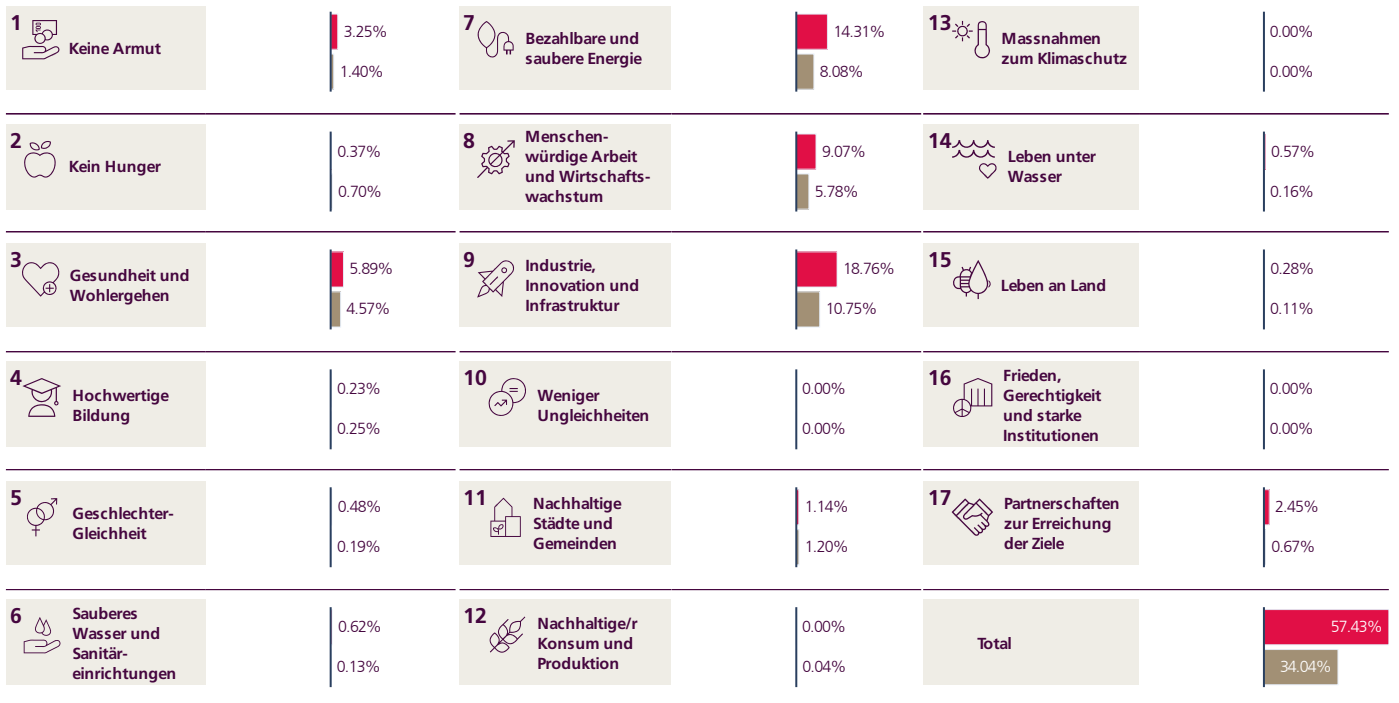 1
Keine Armut
3.25%
1.40%
2
Kein Hunger
0.37%
0.70%
3
Gesundheit und
Wohlergehen
5.89%
4.57%
4
Hochwertige
Bildung
0.23%
0.25%
5
Geschlechter-
Gleichheit
0.48%
0.19%
6
Sauberes
Wasser und
Sanitär-
einrichtungen
0.62%
0.13%
7
Bezahlbare und
saubere Energie
14.31%
8.08%
8
Menschen-
würdige Arbeit
und Wirtschafts-
wachstum
9.07%
5.78%
9
Industrie,
Innovation und
Infrastruktur
18.76%
10.75%
10
Weniger
Ungleichheiten
0.00%
0.00%
11
Nachhaltige
Städte und
Gemeinden
1.14%
1.20%
12
Nachhaltige/r
Konsum und
Produktion
0.00%
0.04%
13
Massnahmen
zum Klimaschutz
0.00%
0.00%
14
Leben unter
Wasser
0.57%
0.16%
15
Leben an Land
0.28%
0.11%
16
Frieden,
Gerechtigkeit
und starke
Institutionen
0.00%
0.00%
17
Partnerschaften
zur Erreichung
der Ziele
2.45%
0.67%
Total
57.43%
34.04%